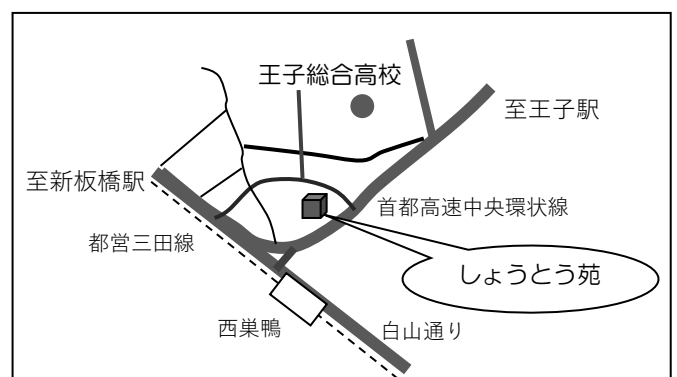 王子総合高校
至王子駅
至新板橋駅
首都高速中央環状線
都営三田線
しょうとう苑
西巣鴨
白山通り